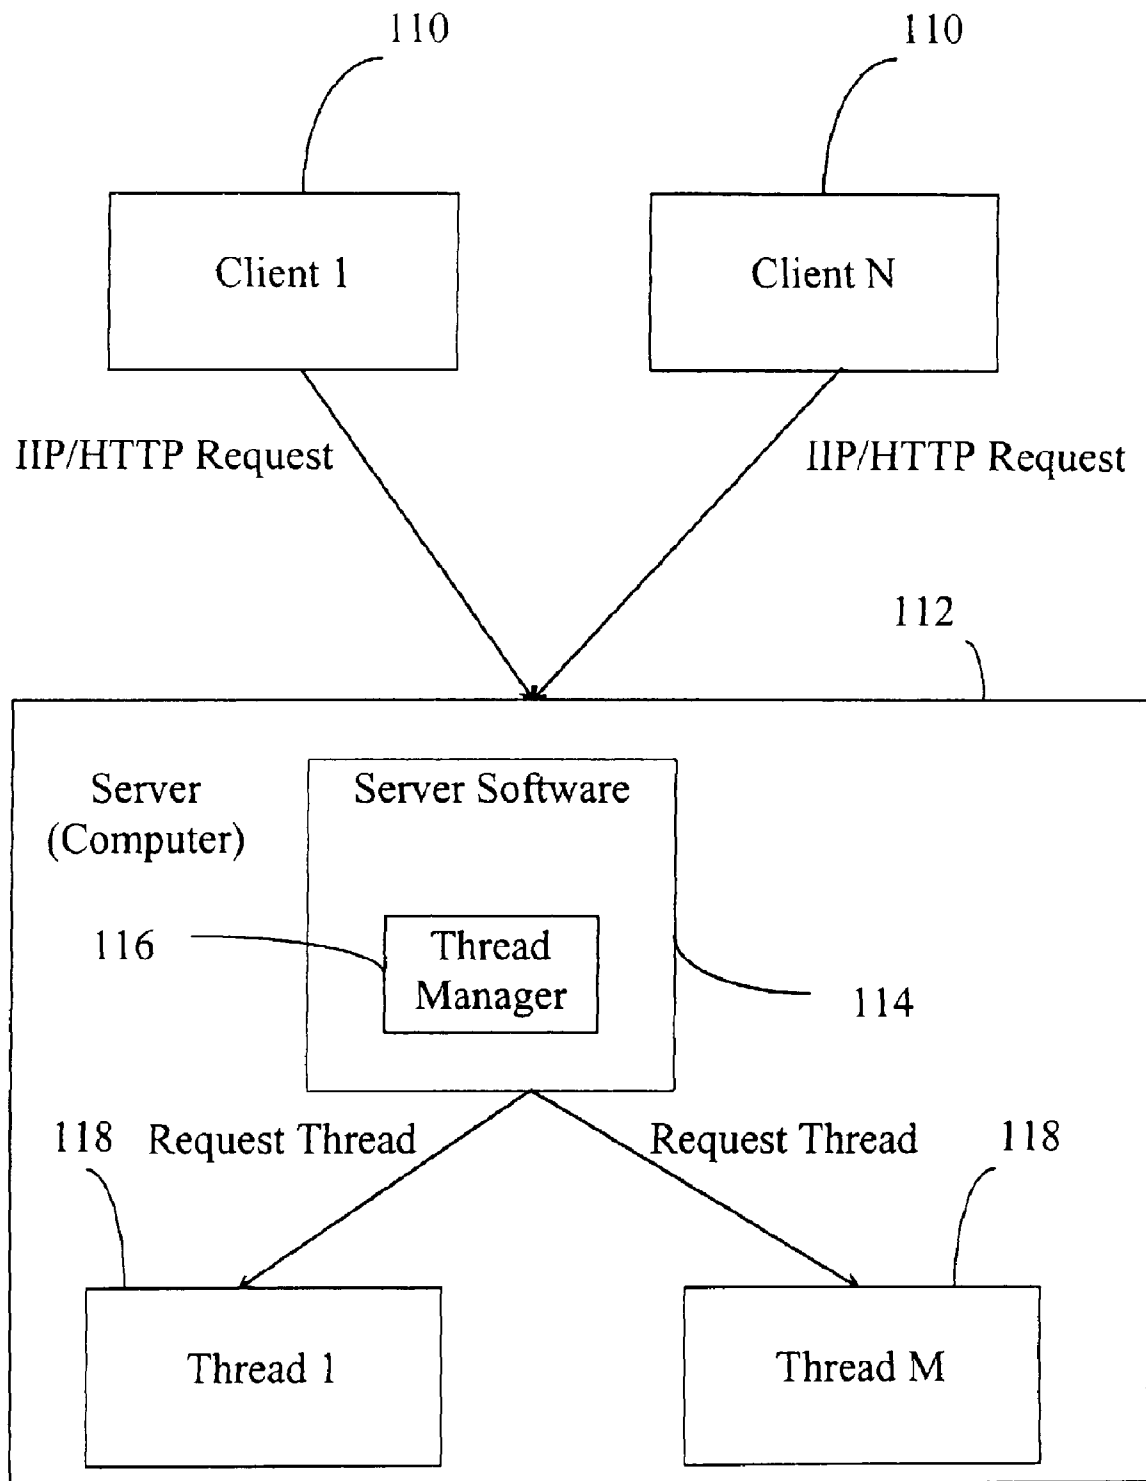 110
110
Client 1
Client N
IIP/HTTP Request
IIP/HTTP Request
112
Server
(Computer)
Server Software
116
Thread
Manager
114
118
Request Thread
Request Thread
118
Thread 1
Thread M